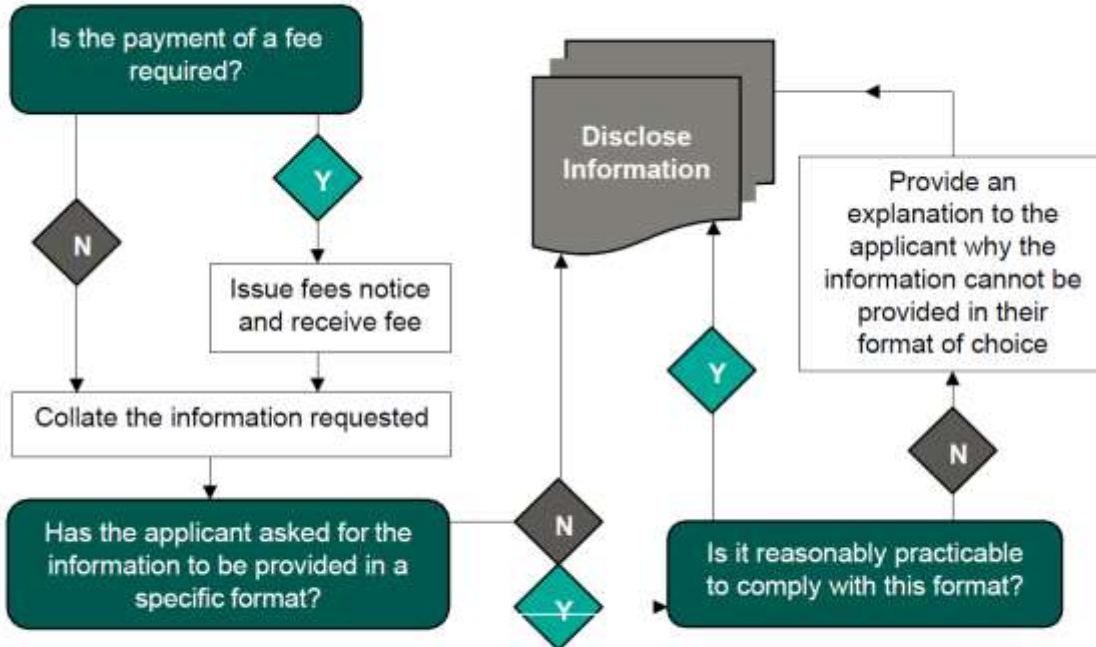 Is the payment of a fee
required?
Y
N
Issue fees notice
and receive fee
Collate the information requested
Has the applicant asked for the
information to be provided in a
specific format?
N
Y
Disclose
Information
Y
Provide an
explanation to the
applicant why the
information cannot be
provided in their
format of choice
N
Is it reasonably practicable
to comply with this format?